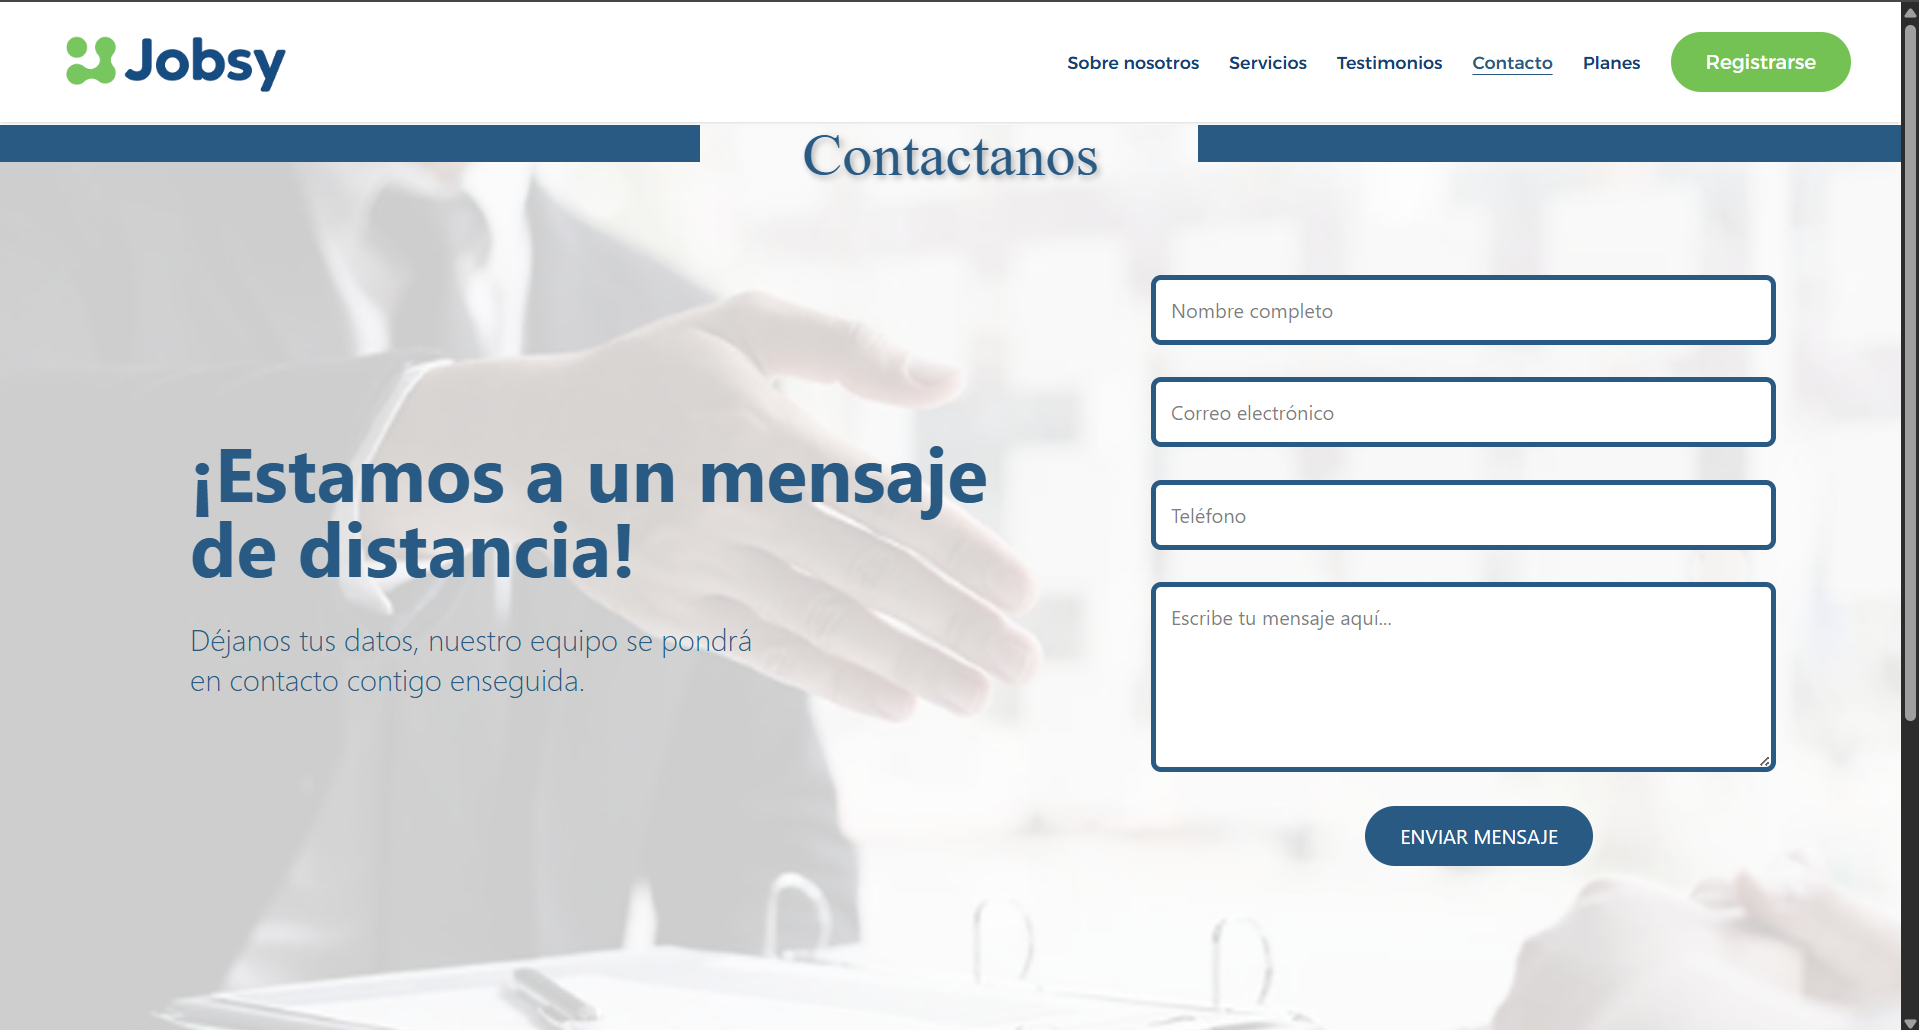 Jobsy
Sobre nosotros
Servicios
Testimonios
Contacto
Planes
Registrarse
Contactanos
¡Estamos a un mensaje
de distancia!
Déjanos tus datos, nuestro equipo se pondrá
en contacto contigo enseguida.
Nombre completo
Correo electrónico
Teléfono
Escribe tu mensaje aquí...
ENVIAR MENSAJE